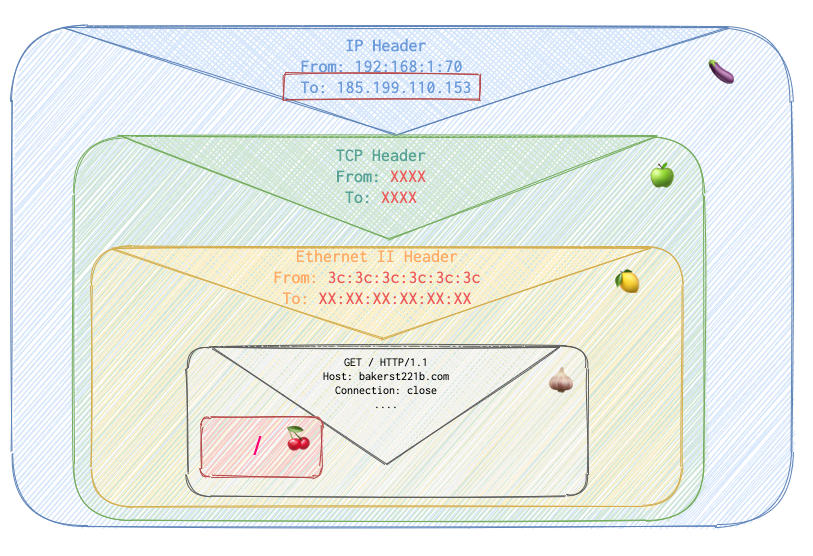 IP Header
From: 192:168:1:70
To: 185.199.110.153
TCP Header
From: XXXX
To: XXXX
Ethernet II Header
From: 3c:3c:3c:3c:3c:3c
To: XX:XX:XX:XX:XX:XX
GET / HTTP/1.1
Host: bakerst221b.com
Connection: close
....
/